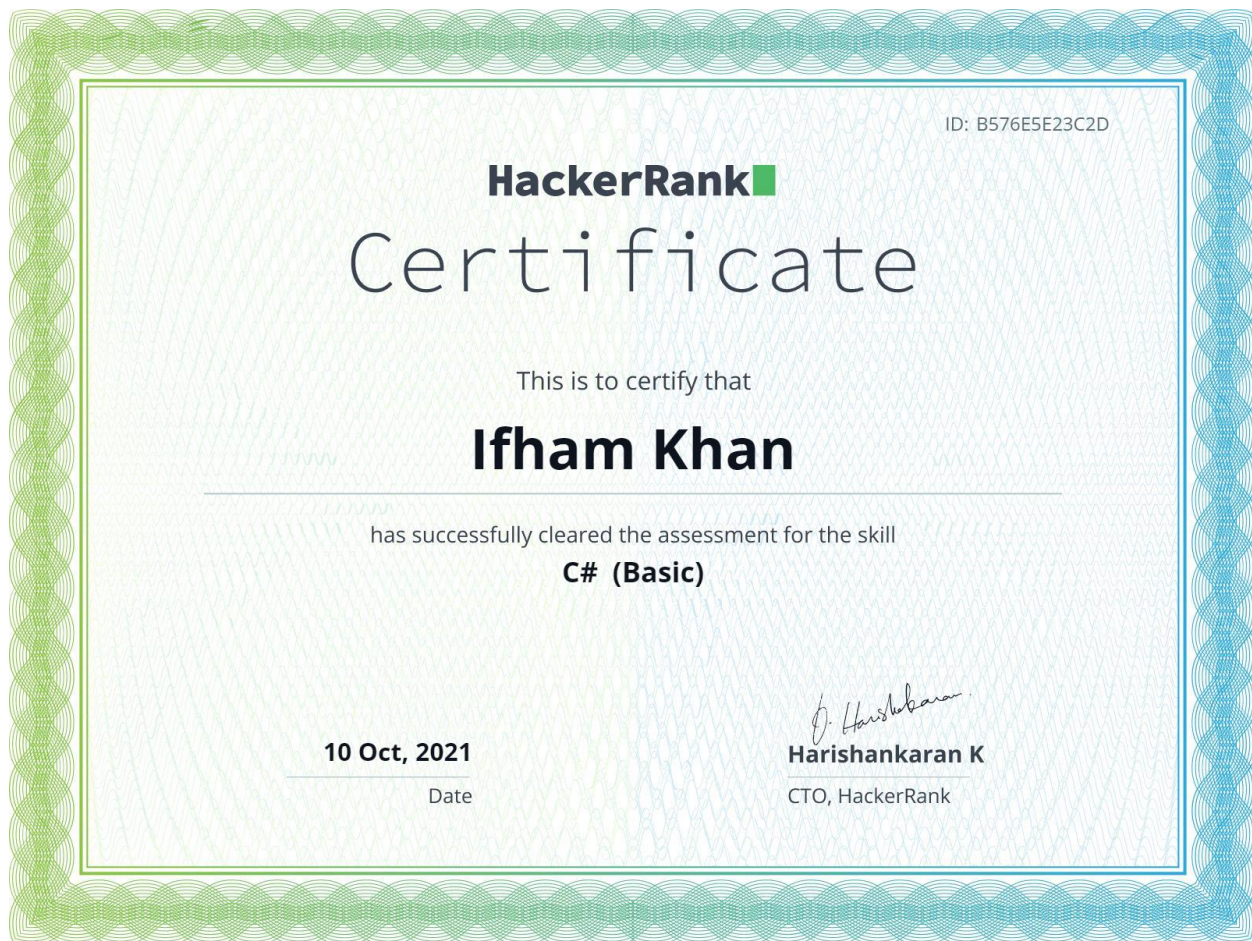 ID: B576E5E23C2D
HackerRank
Certificate
This is to certify that
Ifham Khan
has successfully cleared the assessment for the skill
C# (Basic)
10 Oct, 2021
Date
Harishankaran K
CTO, HackerRank